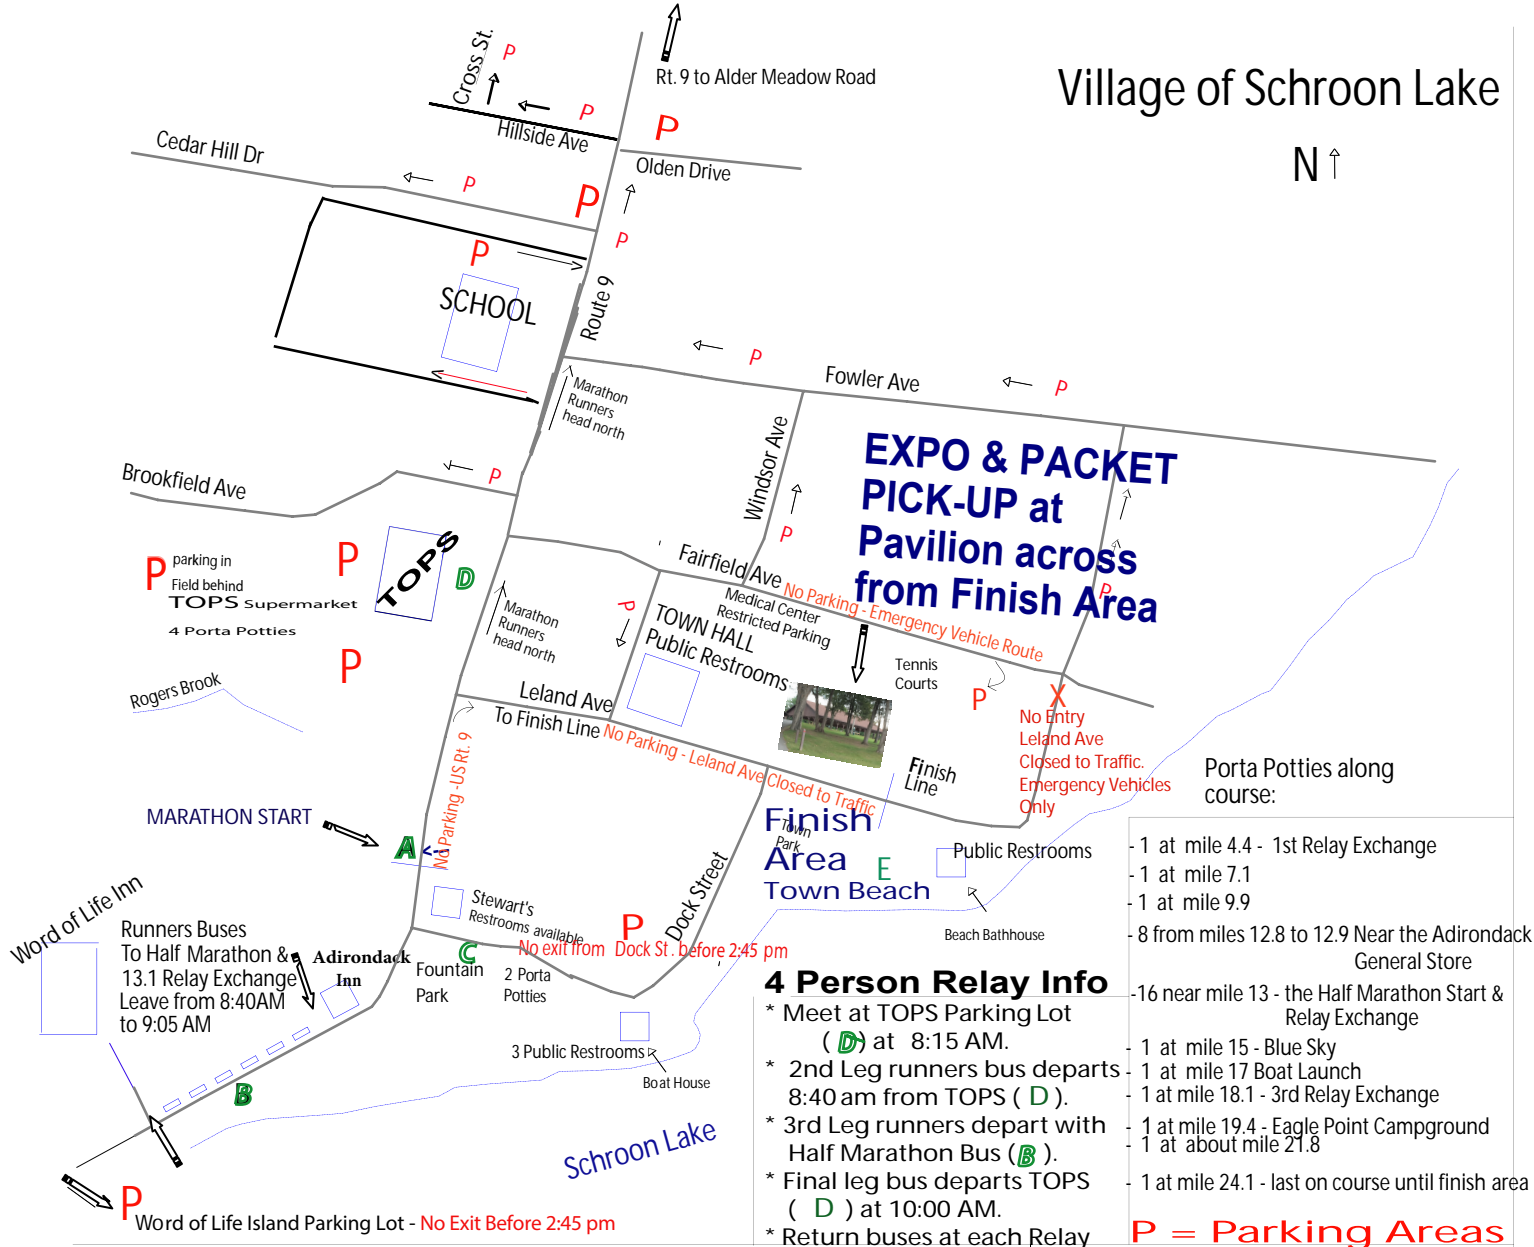 Village of Schroon Lake
N
Rt. 9 to Alder Meadow Road
Cross St.
P
P
Hillside Ave
P
Olden Drive
Cedar Hill Dr
P
P
P
P
SCHOOL
Route 9
P
Fowler Ave
P
Marathon
Runners
head north
Windsor Ave
EXPO & PACKET
PICK-UP at
Pavilion across
from Finish Area
Brookfield Ave
P
P
P
P
parking in
Field behind
TOPS Supermarket
4 Porta Potties
P
TOPS
D
P
Rogers Brook
Marathon
Runners
head north
P
Fairfield Ave
No Parking - Emergency Vehicle Route
Medical Center
Restricted Parking
TOWN HALL
Public Restrooms
Tennis
Courts
P
X
No Entry
Leland Ave
Closed to Traffic.
Emergency Vehicles
Only
Leland Ave
To Finish Line
No Parking - Leland Ave Closed to Traffic
No Parking -US Rt. 9
Finish
Line
MARATHON START
A
Finish
Area
Town Beach
Town
Park
E
Public Restrooms
Beach Bathhouse
Stewart's
Restrooms available
P
Dock Street
No exit from Dock St. before 2:45 pm
C
Fountain
Park
2 Porta
Potties
3 Public Restrooms
Boat House
Word of Life Inn
Runners Buses
To Half Marathon &
13.1 Relay Exchange
Leave from 8:40AM
to 9:05 AM
Adirondack
Inn
B
Schroon Lake
P
Word of Life Island Parking Lot - No Exit Before 2:45 pm
4 Person Relay Info
* Meet at TOPS Parking Lot
( D) at 8:15 AM.
* 2nd Leg runners bus departs
8:40 am from TOPS ( D ).
* 3rd Leg runners depart with
Half Marathon Bus ( B ).
* Final leg bus departs TOPS
( D ) at 10:00 AM.
* Return buses at each Relay
Porta Potties along
course:
- 1 at mile 4.4 - 1st Relay Exchange
- 1 at mile 7.1
- 1 at mile 9.9
- 8 from miles 12.8 to 12.9 Near the Adirondack
General Store
-16 near mile 13 - the Half Marathon Start &
Relay Exchange
- 1 at mile 15 - Blue Sky
- 1 at mile 17 Boat Launch
- 1 at mile 18.1 - 3rd Relay Exchange
- 1 at mile 19.4 - Eagle Point Campground
- 1 at about mile 21.8
- 1 at mile 24.1 - last on course until finish area
P = Parking Areas